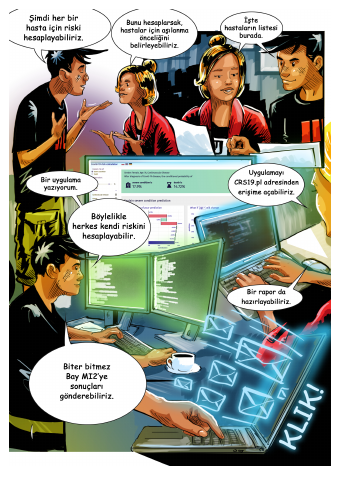 Şimdi her bir
hasta için riski
hesaplayabiliriz.
Bunu hesaplarsak,
hastalar için aşılanma
önceliğini
belirleyebiliriz.
İşte
hastaların listesi
burada.
Bir uygulama
yazıyorum.
Uygulamayı
CRS19.pl adresinden
erişime açabiliriz.
Böylelikle
herkes kendi riskini
hesaplayabilir.
Bir rapor da
hazırlayabiliriz.
Biter bitmez
Bay MI2'ye
sonuçları
gönderebiliriz.
KLIK!